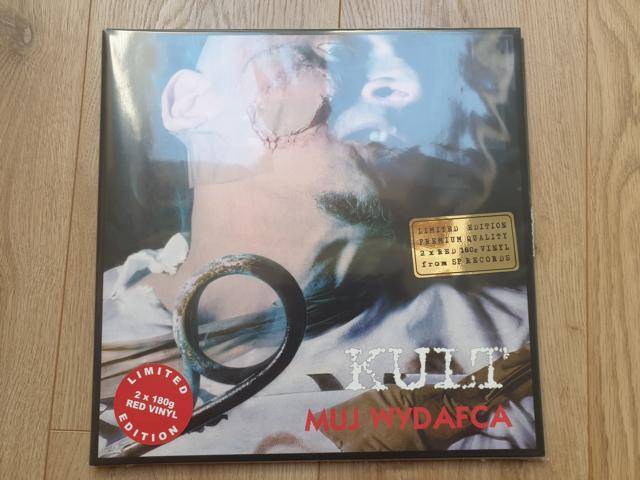 LIMITED EDITION
PREMIUM QUALITY
2 x RED 180g VINYL
from SP RECORDS
KULT
MUJ WYDAFCA
LIMITED
2 x 180g
RED VINYL
EDITION